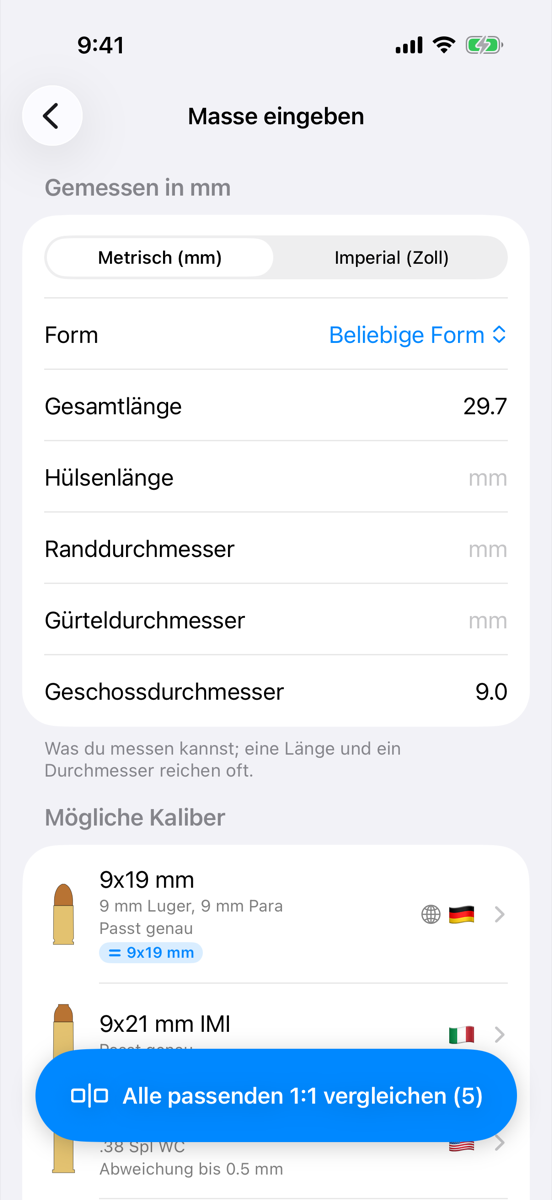 9:41
Masse eingeben
Gemessen in mm
Metrisch (mm)
Imperial (Zoll)
Form
Beliebige Form
Gesamtlänge
29.7
Hülsenlänge
mm
Randdurchmesser
mm
Gürteldurchmesser
mm
Geschossdurchmesser
9.0
Was du messen kannst; eine Länge und ein
Durchmesser reichen oft.
Mögliche Kaliber
9x19 mm
9 mm Luger, 9 mm Para
Passt genau
= 9x19 mm
9x21 mm IMI
Passt genau
Alle passenden 1:1 vergleichen (5)
.38 Spl WC
Abweichung bis 0.5 mm